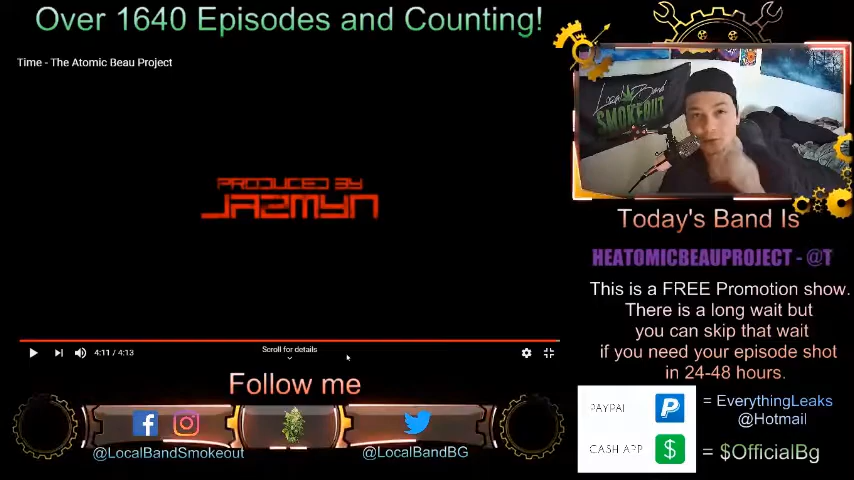 Over 1640 Episodes and Counting!
Time - The Atomic Beau Project
PRODUCED BY
JAZMYN
4:11 / 4:13
Scroll for details
Follow me
@LocalBandSmokeout
@LocalBandBG
Local Band
SMOKEOUT
Today's Band Is
HEATOMICBEAUPROJECT - @T
This is a FREE Promotion show.
There is a long wait but
you can skip that wait
if you need your episode shot
in 24-48 hours.
PAYPAL
= EverythingLeaks
@Hotmail
CASH APP
$
= $OfficialBg